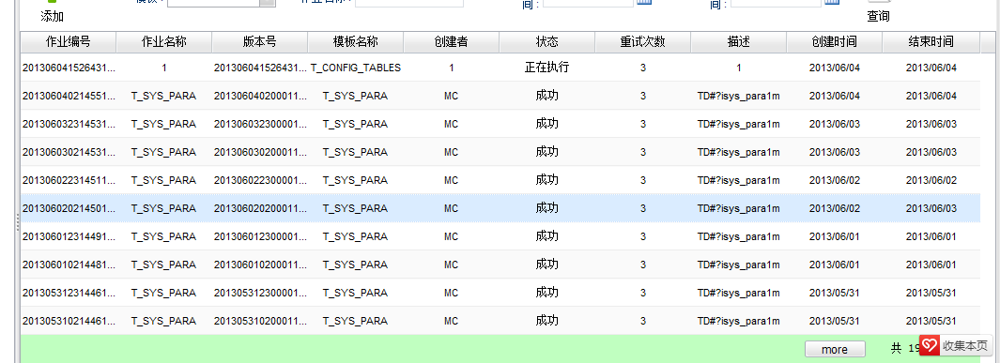 模板： 作业名称： 间： 间：
添加 查询
作业编号 作业名称 版本号 模板名称 创建者 状态 重试次数 描述 创建时间 结束时间
201306041526431... 1 201306041526431... T_CONFIG_TABLES 1 正在执行 3 1 2013/06/04 2013/06/04
201306040214551... T_SYS_PARA 201306040200011... T_SYS_PARA MC 成功 3 TD#?isys_para1m 2013/06/04 2013/06/04
201306032314531... T_SYS_PARA 201306032300001... T_SYS_PARA MC 成功 3 TD#?isys_para1m 2013/06/03 2013/06/03
201306030214531... T_SYS_PARA 201306030200011... T_SYS_PARA MC 成功 3 TD#?isys_para1m 2013/06/03 2013/06/03
201306022314511... T_SYS_PARA 201306022300001... T_SYS_PARA MC 成功 3 TD#?isys_para1m 2013/06/02 2013/06/02
201306020214501... T_SYS_PARA 201306020200011... T_SYS_PARA MC 成功 3 TD#?isys_para1m 2013/06/02 2013/06/03
201306012314491... T_SYS_PARA 201306012300001... T_SYS_PARA MC 成功 3 TD#?isys_para1m 2013/06/01 2013/06/01
201306010214481... T_SYS_PARA 201306010200011... T_SYS_PARA MC 成功 3 TD#?isys_para1m 2013/06/01 2013/06/01
201305312314461... T_SYS_PARA 201305312300001... T_SYS_PARA MC 成功 3 TD#?isys_para1m 2013/05/31 2013/05/31
201305310214461... T_SYS_PARA 201305310200011... T_SYS_PARA MC 成功 3 TD#?isys_para1m 2013/05/31 2013/05/31
more 共 19 收集本页